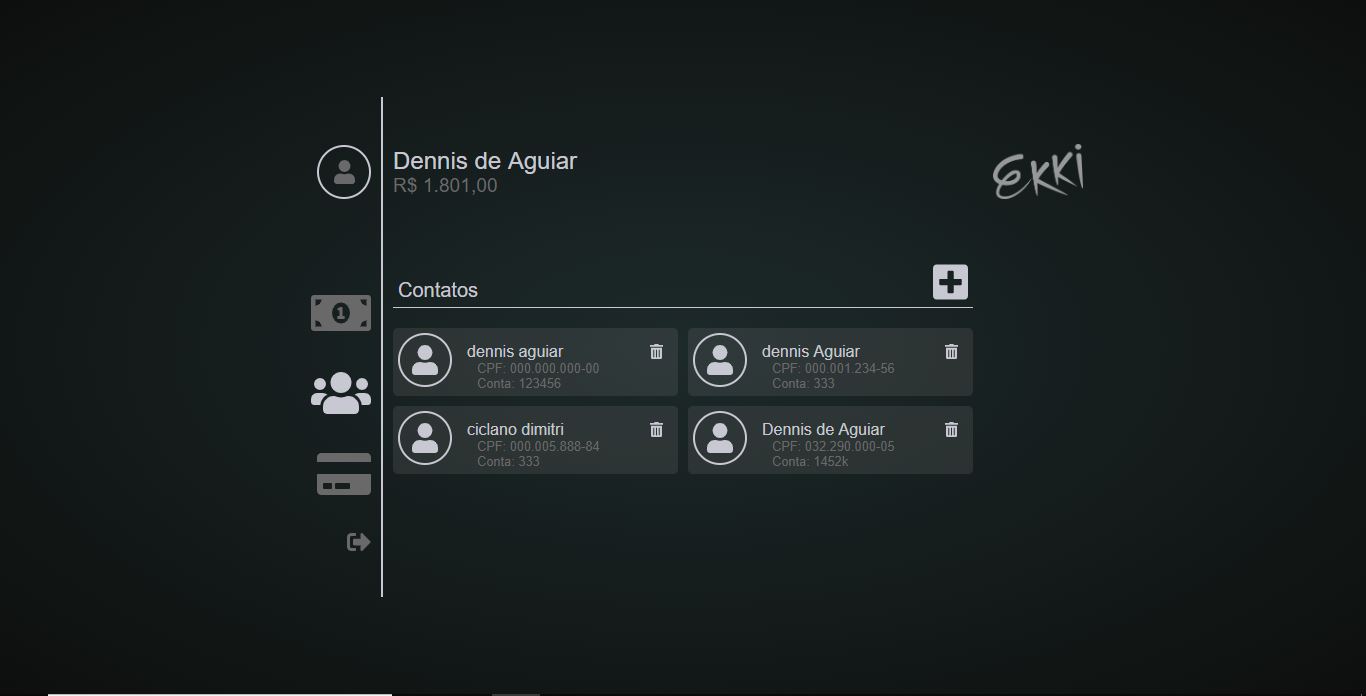 Dennis de Aguiar
R$ 1.801,00
EKKi
1
Contatos
dennis aguiar
CPF: 000.000.000-00
Conta: 123456
dennis Aguiar
CPF: 000.001.234-56
Conta: 333
ciclano dimitri
CPF: 000.005.888-84
Conta: 333
Dennis de Aguiar
CPF: 032.290.000-05
Conta: 1452k